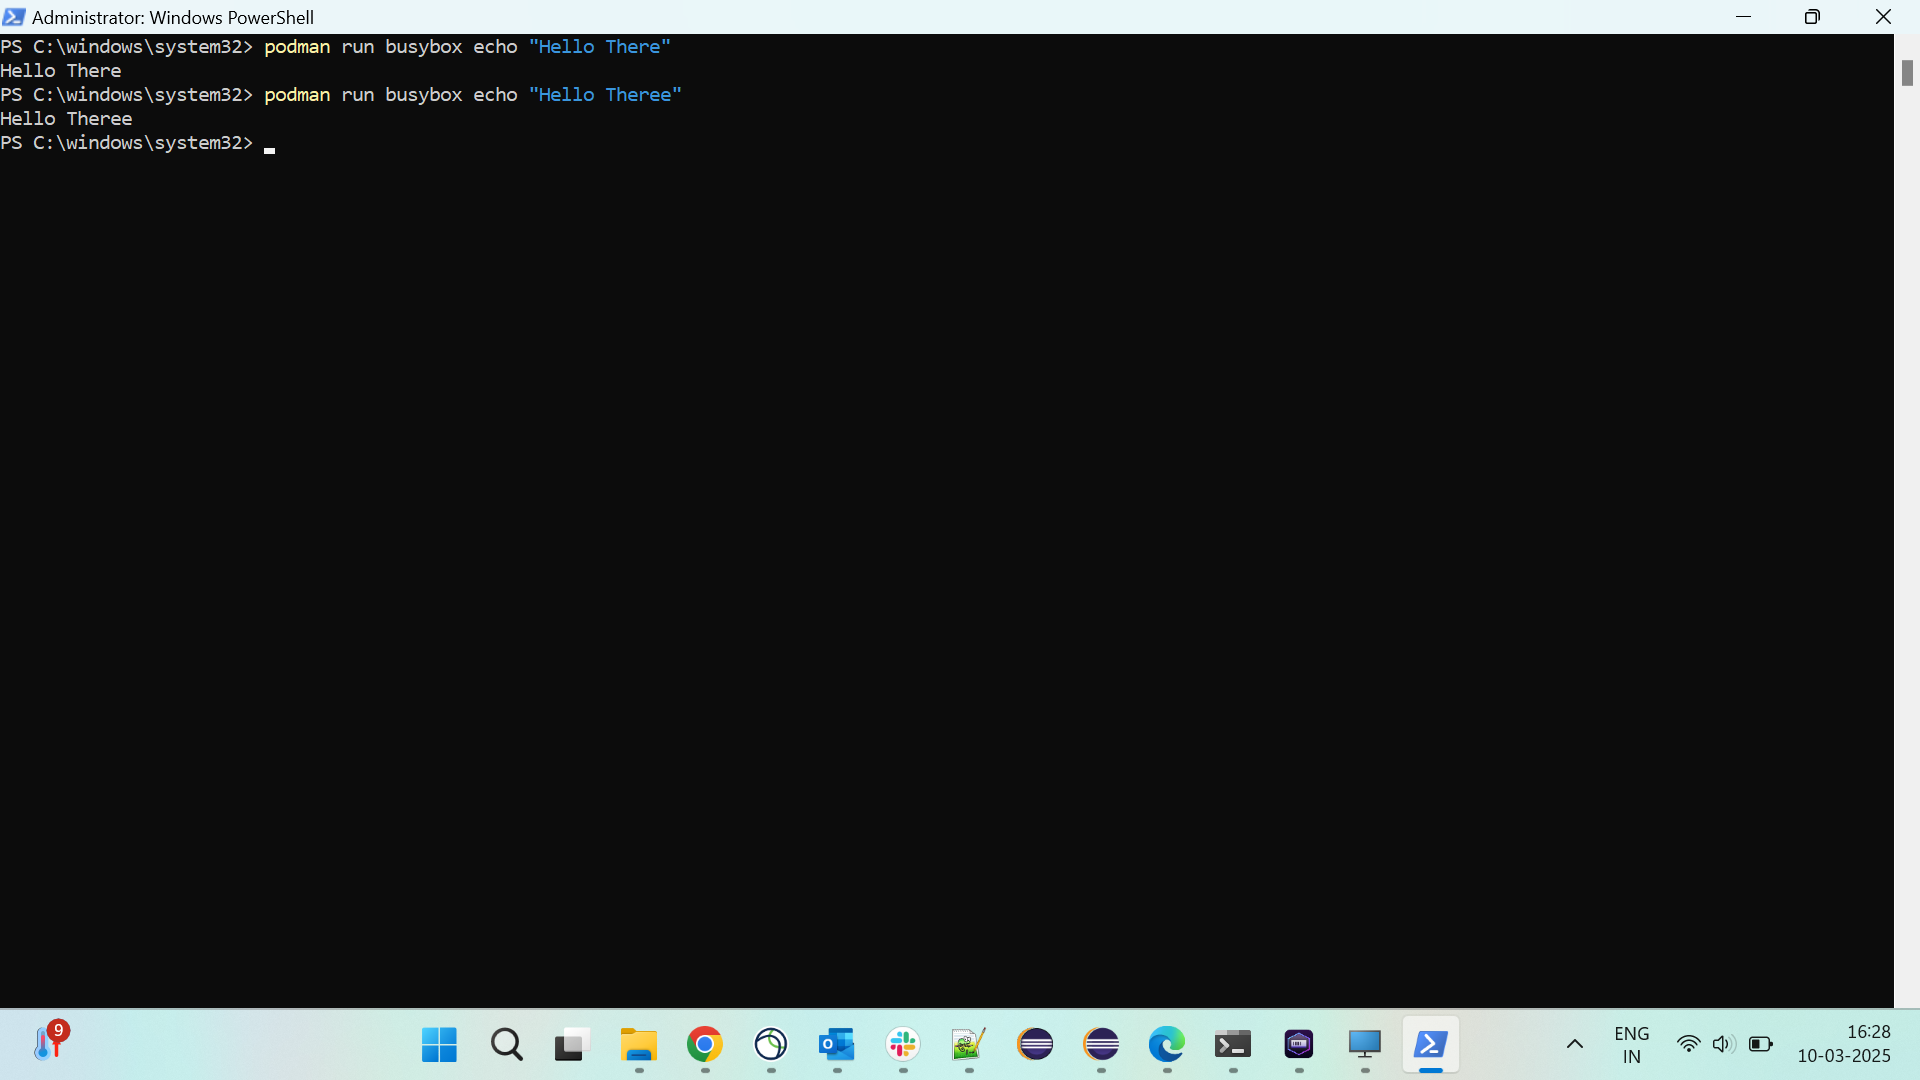 Administrator: Windows PowerShell
PS C:\windows\system32> podman run busybox echo "Hello There"
Hello There
PS C:\windows\system32> podman run busybox echo "Hello Theree"
Hello Theree
PS C:\windows\system32>
9
ENG
IN
16:28
10-03-2025